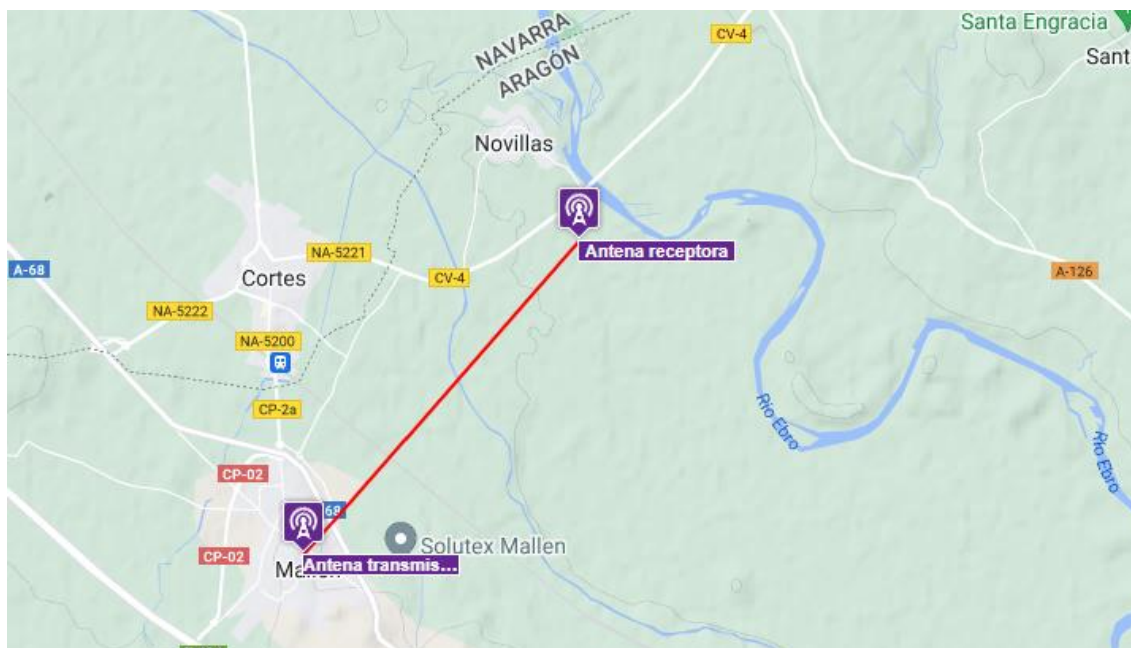 Santa Engracia
CV-4
Sant
NAVARRA
ARAGÓN
Novillas
Antena receptora
NA-5221
A-68
CV-4
A-126
Cortes
NA-5222
NA-5200
CP-2a
Río Ebro
Río Ebro
CP-02
68
Solutex Mallen
CP-02
Antena transmis...